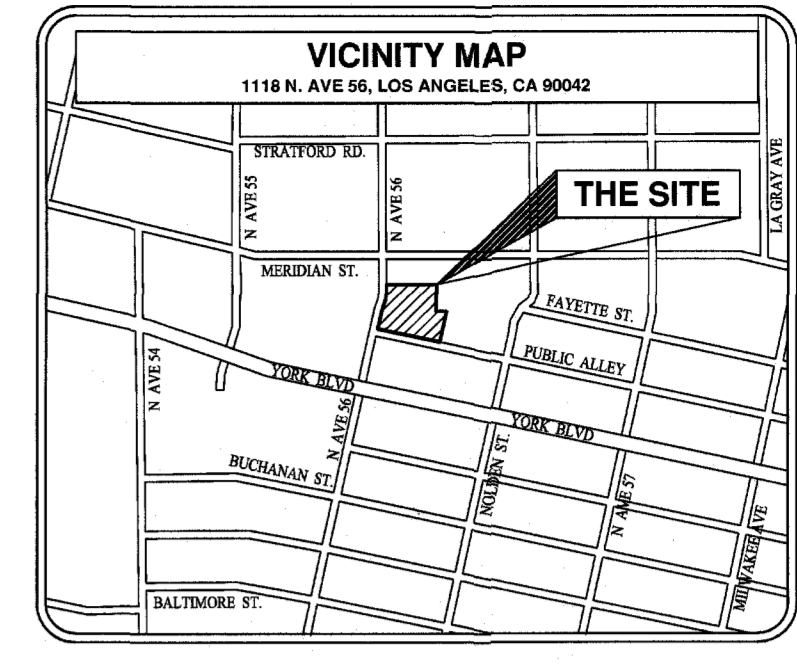 VICINITY MAP
1118 N. AVE 56, LOS ANGELES, CA 90042
STRATFORD RD.
N AVE 55
N AVE 56
THE SITE
LA GRAY AVE
MERIDIAN ST.
FAYETTE ST.
PUBLIC ALLEY
N AVE 54
YORK BLVD
N AVE 56
YORK BLVD
BUCHANAN ST.
NOLDEN ST.
N AME 57
MILWAKEE AVE
BALTIMORE ST.